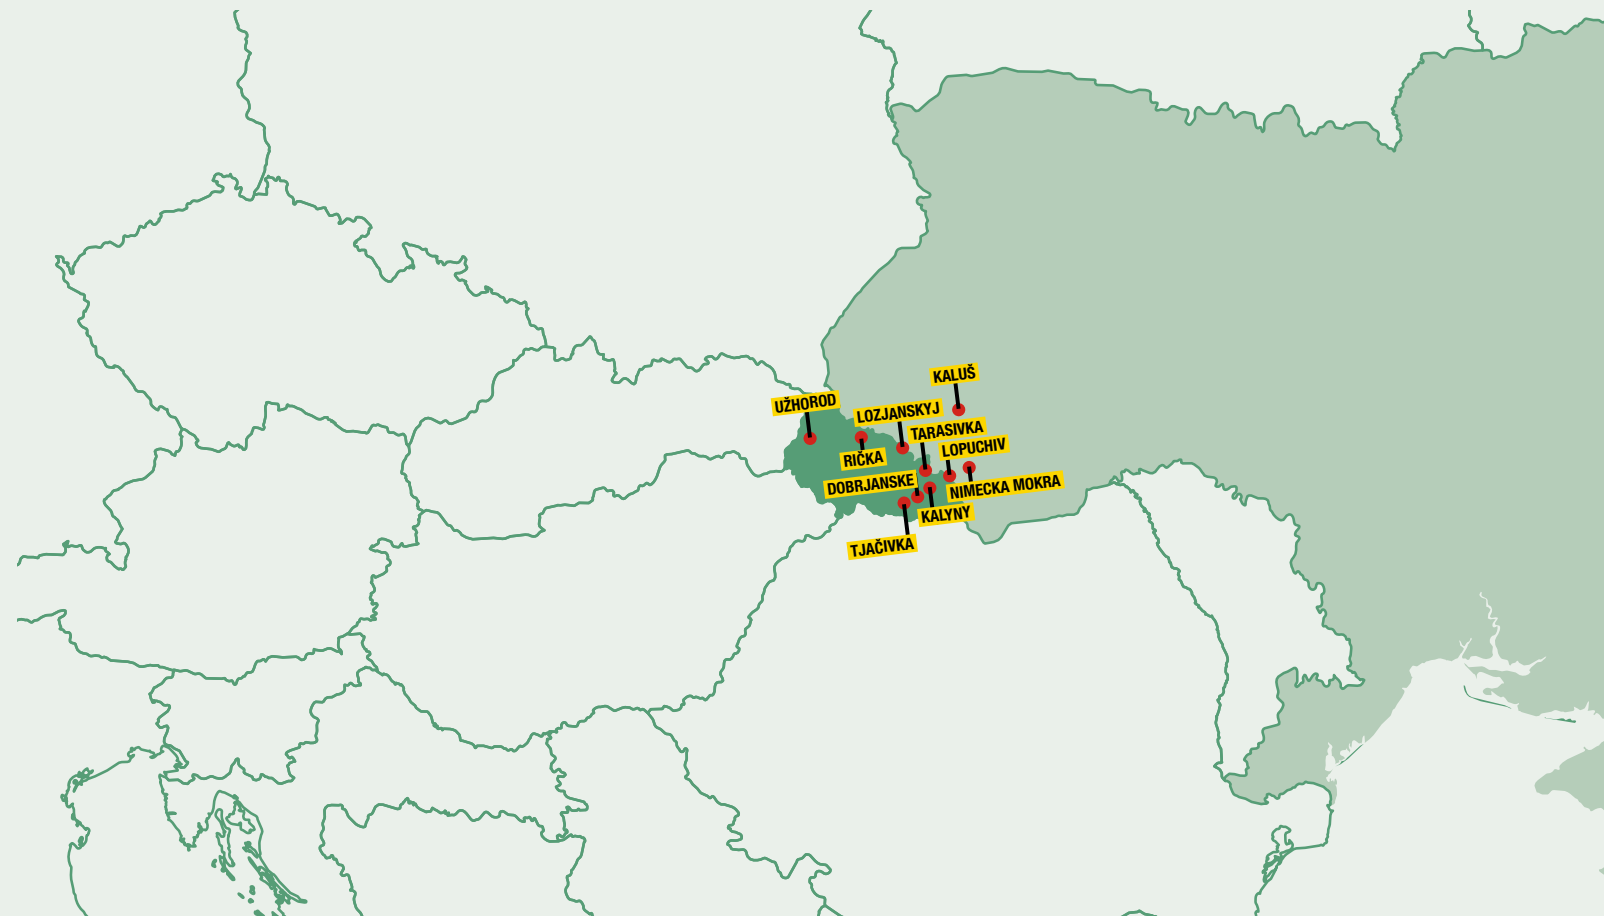 KALUŠ
UŽHOROD
LOZJANSKYJ
TARASIVKA
LOPUCHIV
RIČKA
DOBRJANSKE
NIMECKA MOKRA
KALYNY
TJAČIVKA